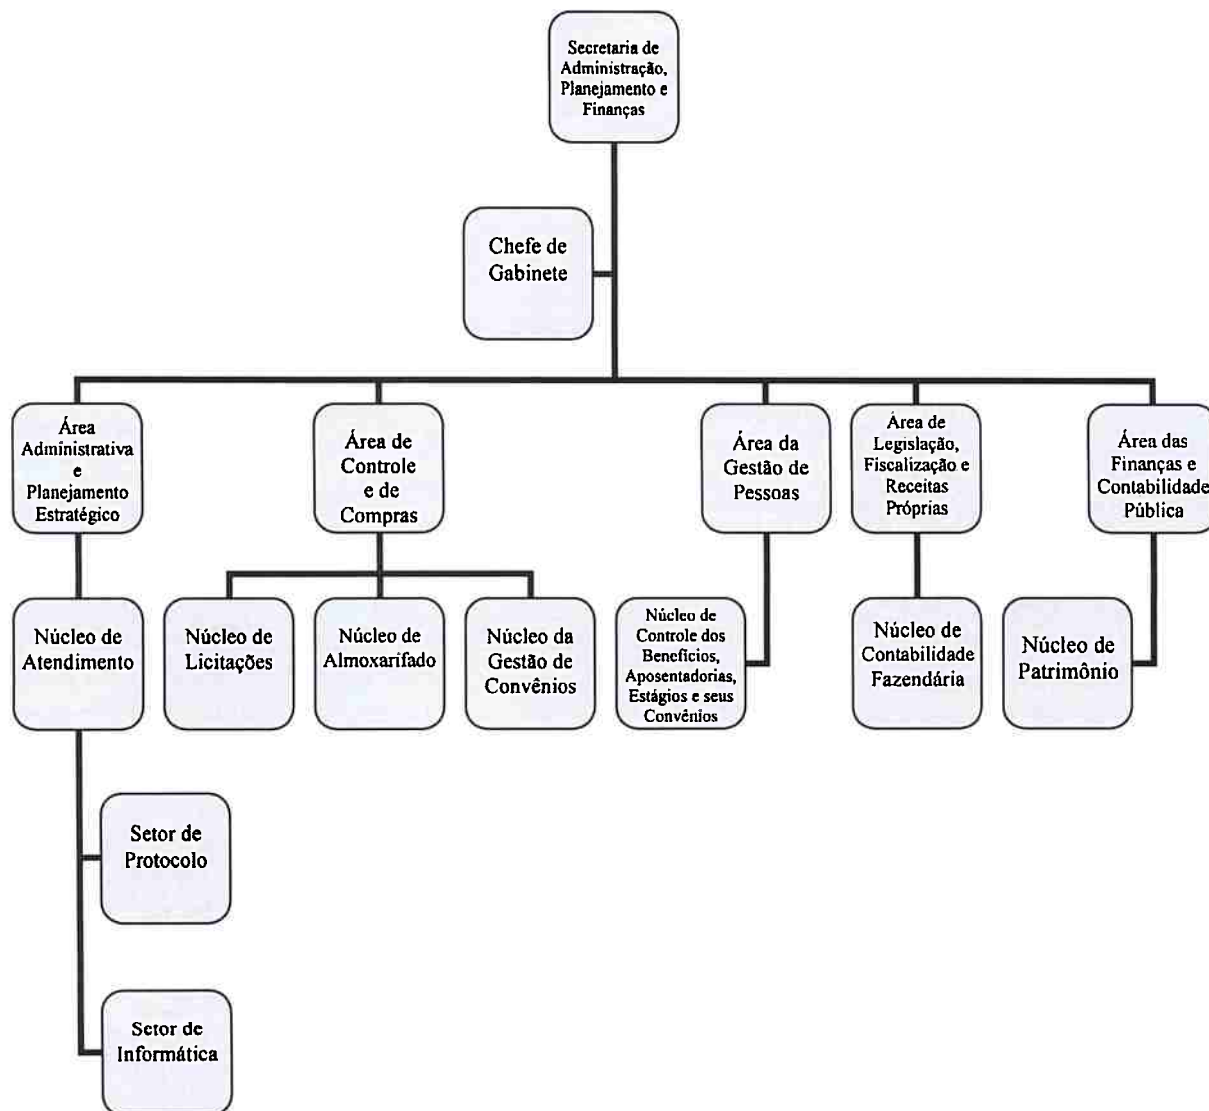 Secretaria de
Administração,
Planejamento e
Finanças
Chefe de
Gabinete
Área
Administrativa
e
Planejamento
Estratégico
Área de
Controle
e de
Compras
Área da
Gestão de
Pessoas
Área de
Legislação,
Fiscalização e
Receitas
Próprias
Área das
Finanças e
Contabilidade
Pública
Núcleo de
Atendimento
Núcleo de
Licitações
Núcleo de
Almoxarifado
Núcleo da
Gestão de
Convênios
Núcleo de
Controle dos
Benefícios,
Aposentadorias,
Estágios e seus
Convênios
Núcleo de
Contabilidade
Fazendária
Núcleo de
Patrimônio
Setor de
Protocolo
Setor de
Informática